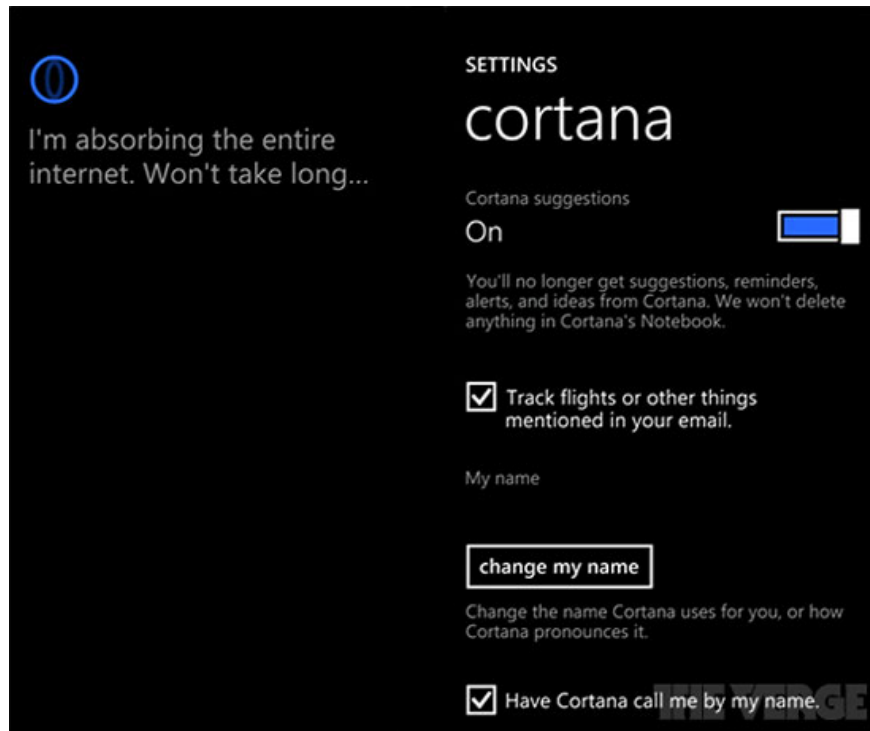 I'm absorbing the entire
internet. Won't take long...
SETTINGS
cortana
Cortana suggestions
On
You'll no longer get suggestions, reminders,
alerts, and ideas from Cortana. We won't delete
anything in Cortana's Notebook.
Track flights or other things
mentioned in your email.
My name
change my name
Change the name Cortana uses for you, or how
Cortana pronounces it.
Have Cortana call me by my name.
THE VERGE